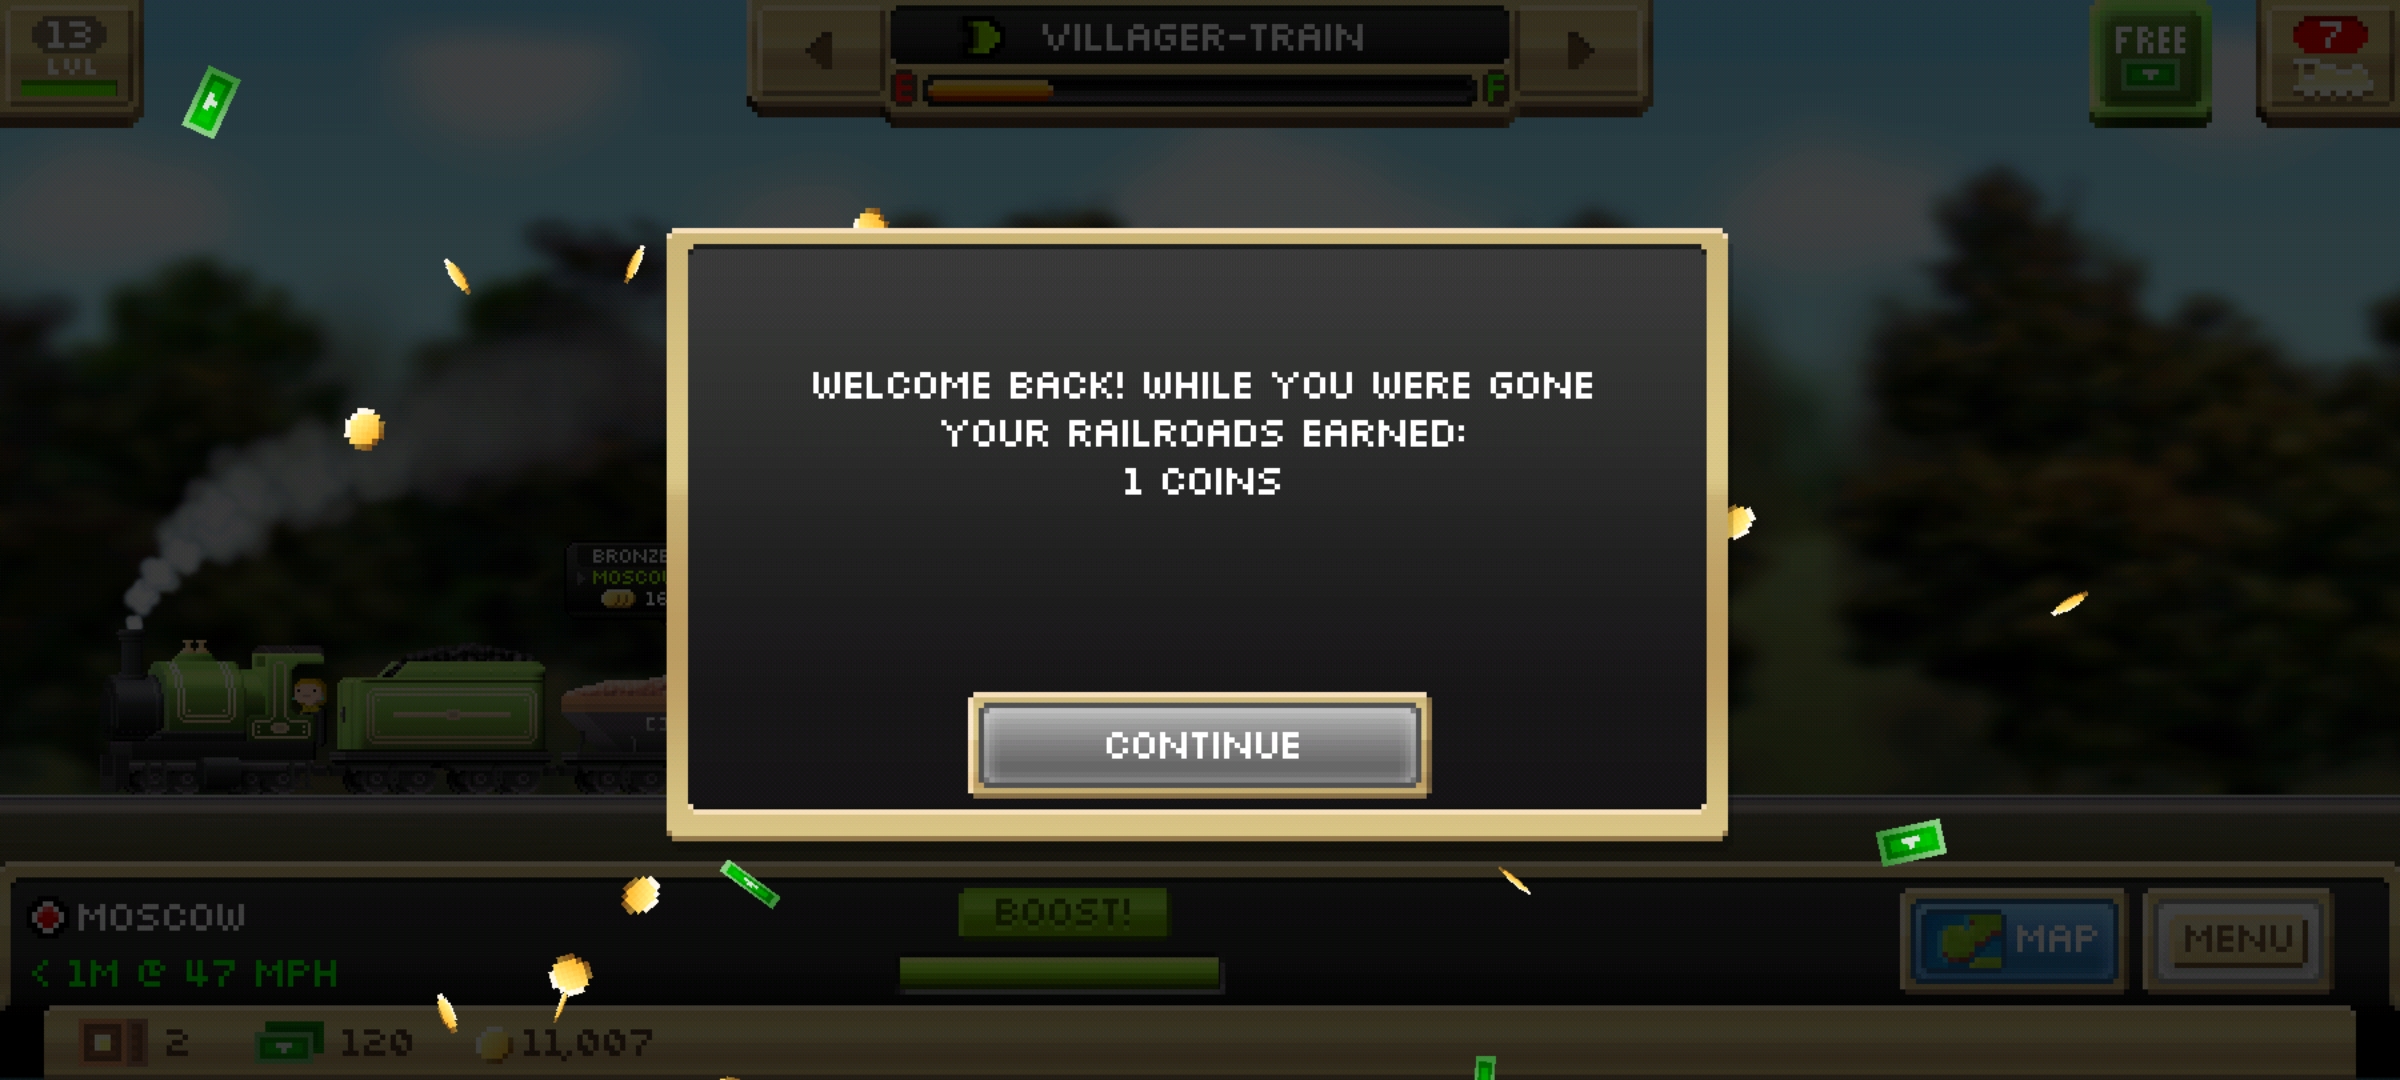 13
LVL
VILLAGER-TRAIN
E
F
FREE
7
WELCOME BACK! WHILE YOU WERE GONE
YOUR RAILROADS EARNED:
1 COINS
BRONZE
MOSCOW
16
CONTINUE
MOSCOW
< 1M @ 47 MPH
BOOST!
MAP
MENU
2
120
11,007